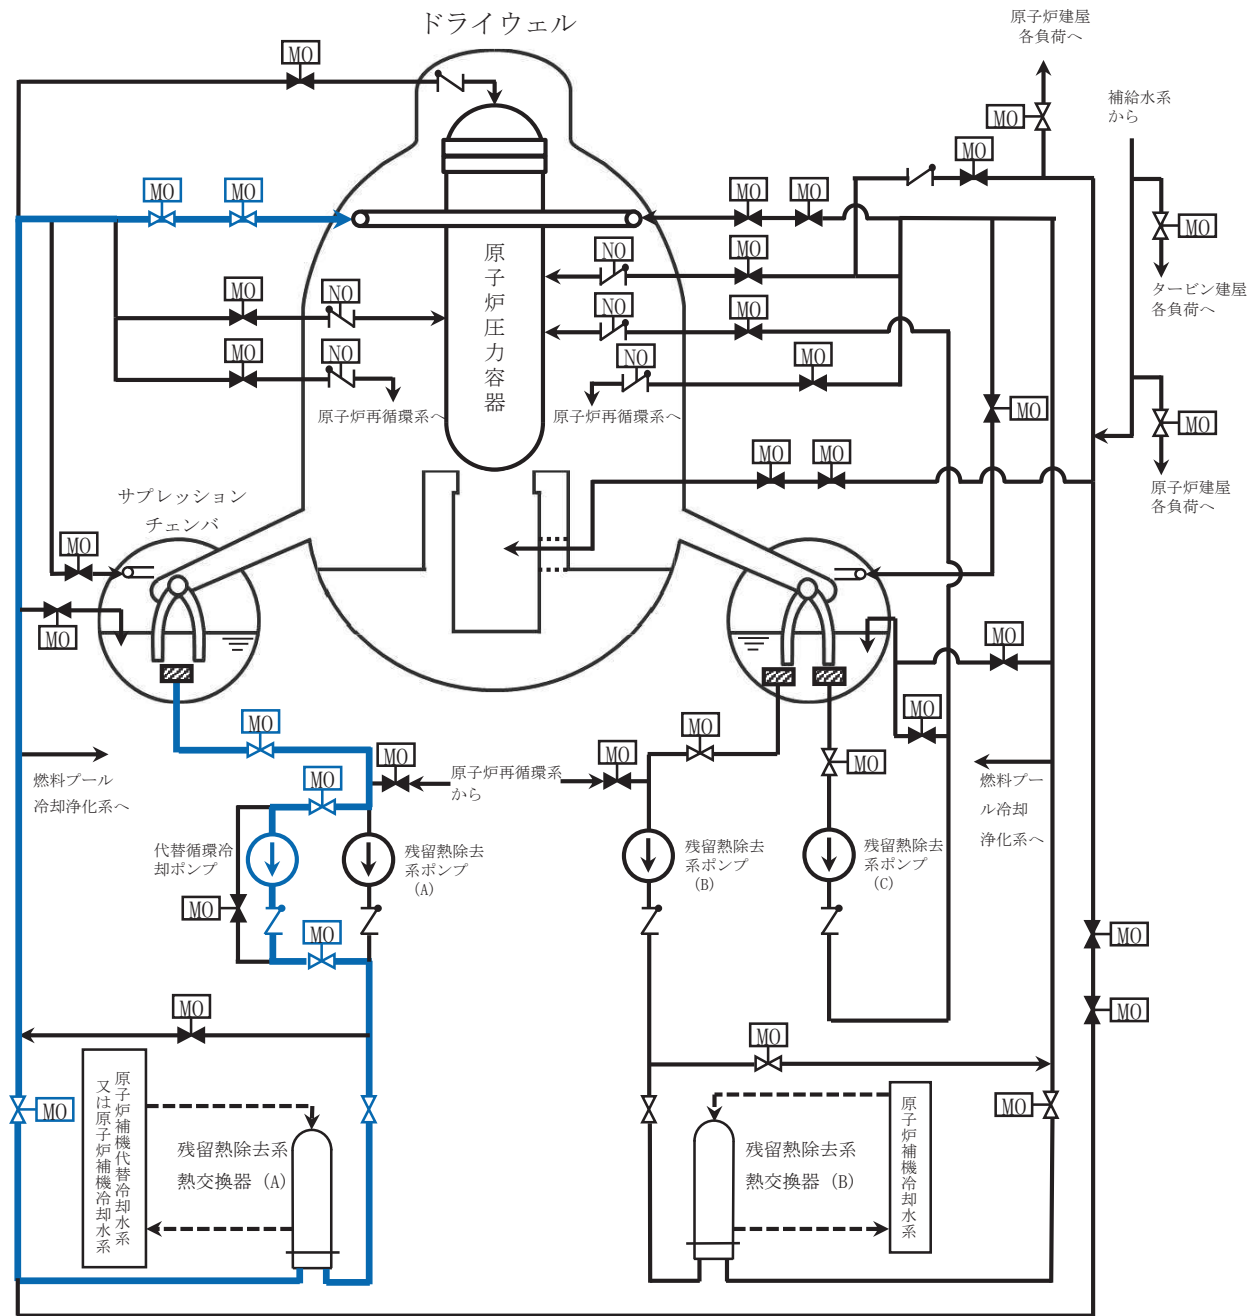 ドライウェル
原子炉建屋
各負荷へ
補給水系
から
MO
MO
MO
MO
MO
MO
MO
MO
MO
タービン建屋
各負荷へ
原子炉圧力容器
NO
MO
MO
NO
NO
MO
MO
NO
NO
MO
原子炉再循環系へ
原子炉再循環系へ
MO
MO
MO
MO
原子炉建屋
各負荷へ
サプレッション
チェンバ
MO
MO
MO
MO
MO
MO
MO
MO
MO
原子炉再循環系
から
燃料プール
冷却浄化系へ
燃料プー
ル冷却
浄化系へ
MO
代替循環冷
却ポンプ
残留熱除去
系ポンプ
(A)
残留熱除去
系ポンプ
(B)
残留熱除去
系ポンプ
(C)
MO
MO
MO
MO
MO
MO
MO
MO
原子炉補機代替冷却水系
又は原子炉補機冷却水系
残留熱除去系
熱交換器 (A)
残留熱除去系
熱交換器 (B)
原子炉補機冷却水系